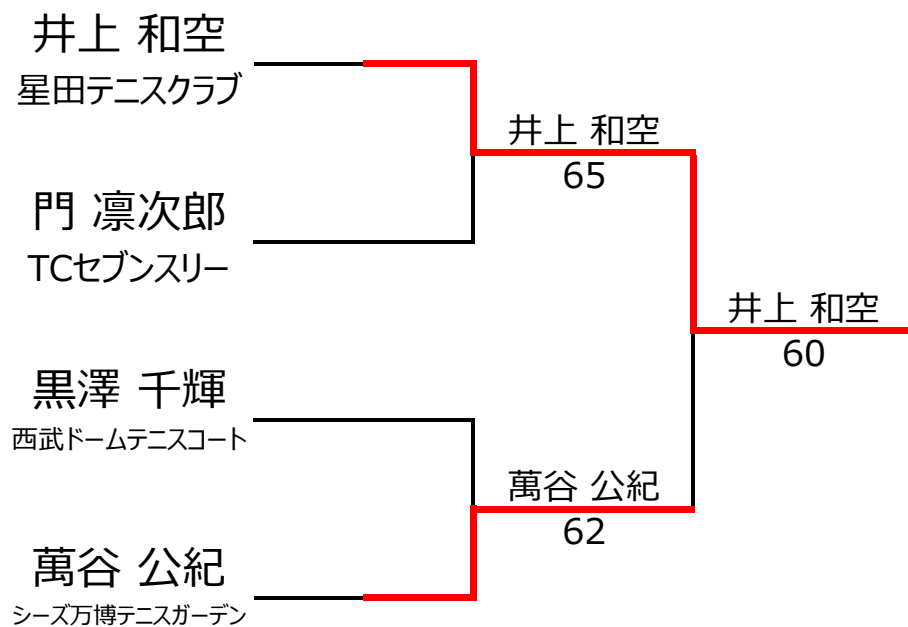 井上 和空
星田テニスクラブ
門 凛次郎
TCセブンスリー
黒澤 千輝
西武ドームテニスコート
萬谷 公紀
シーズ万博テニスガーデン
井上 和空
65
萬谷 公紀
62
井上 和空
60